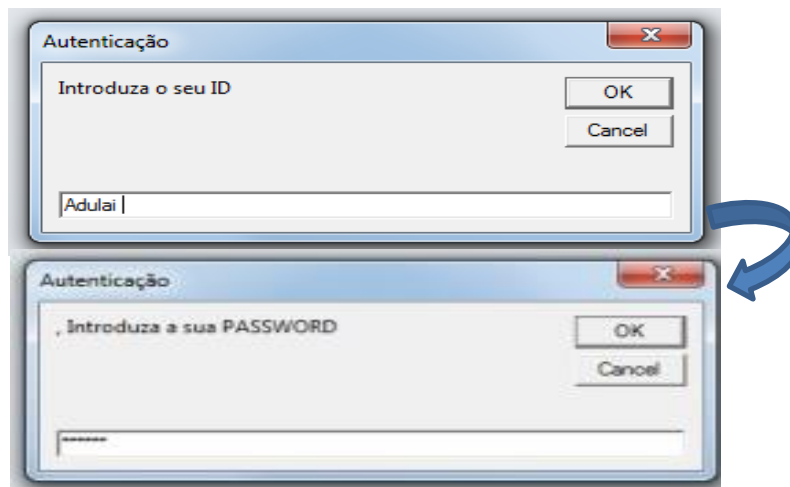 Autenticação
Introduza o seu ID
OK
Cancel
Adulai
Autenticação
, Introduza a sua PASSWORD
OK
Cancel
******